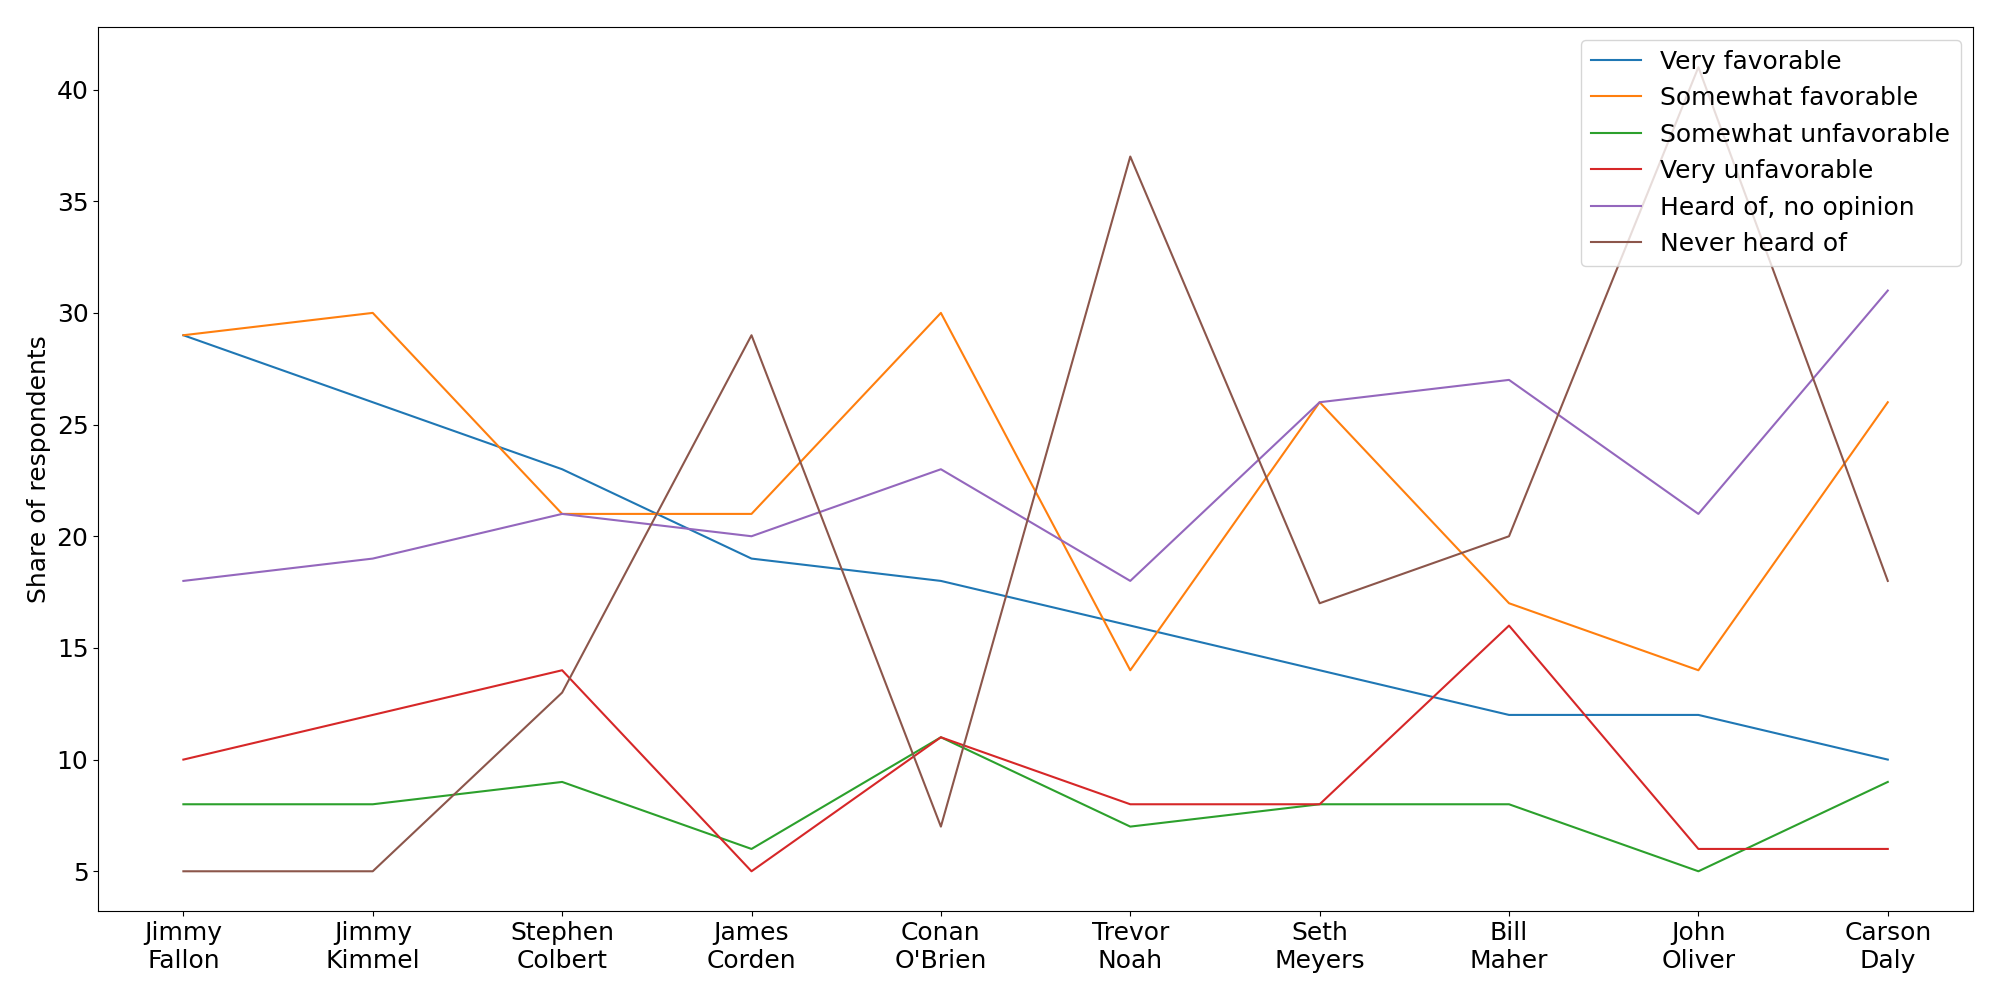 Very favorable
Somewhat favorable
Somewhat unfavorable
Very unfavorable
Heard of, no opinion
Never heard of
Share of respondents
40
35
30
25
20
15
10
5
Jimmy Fallon
Jimmy Kimmel
Stephen Colbert
James Corden
Conan O'Brien
Trevor Noah
Seth Meyers
Bill Maher
John Oliver
Carson Daly